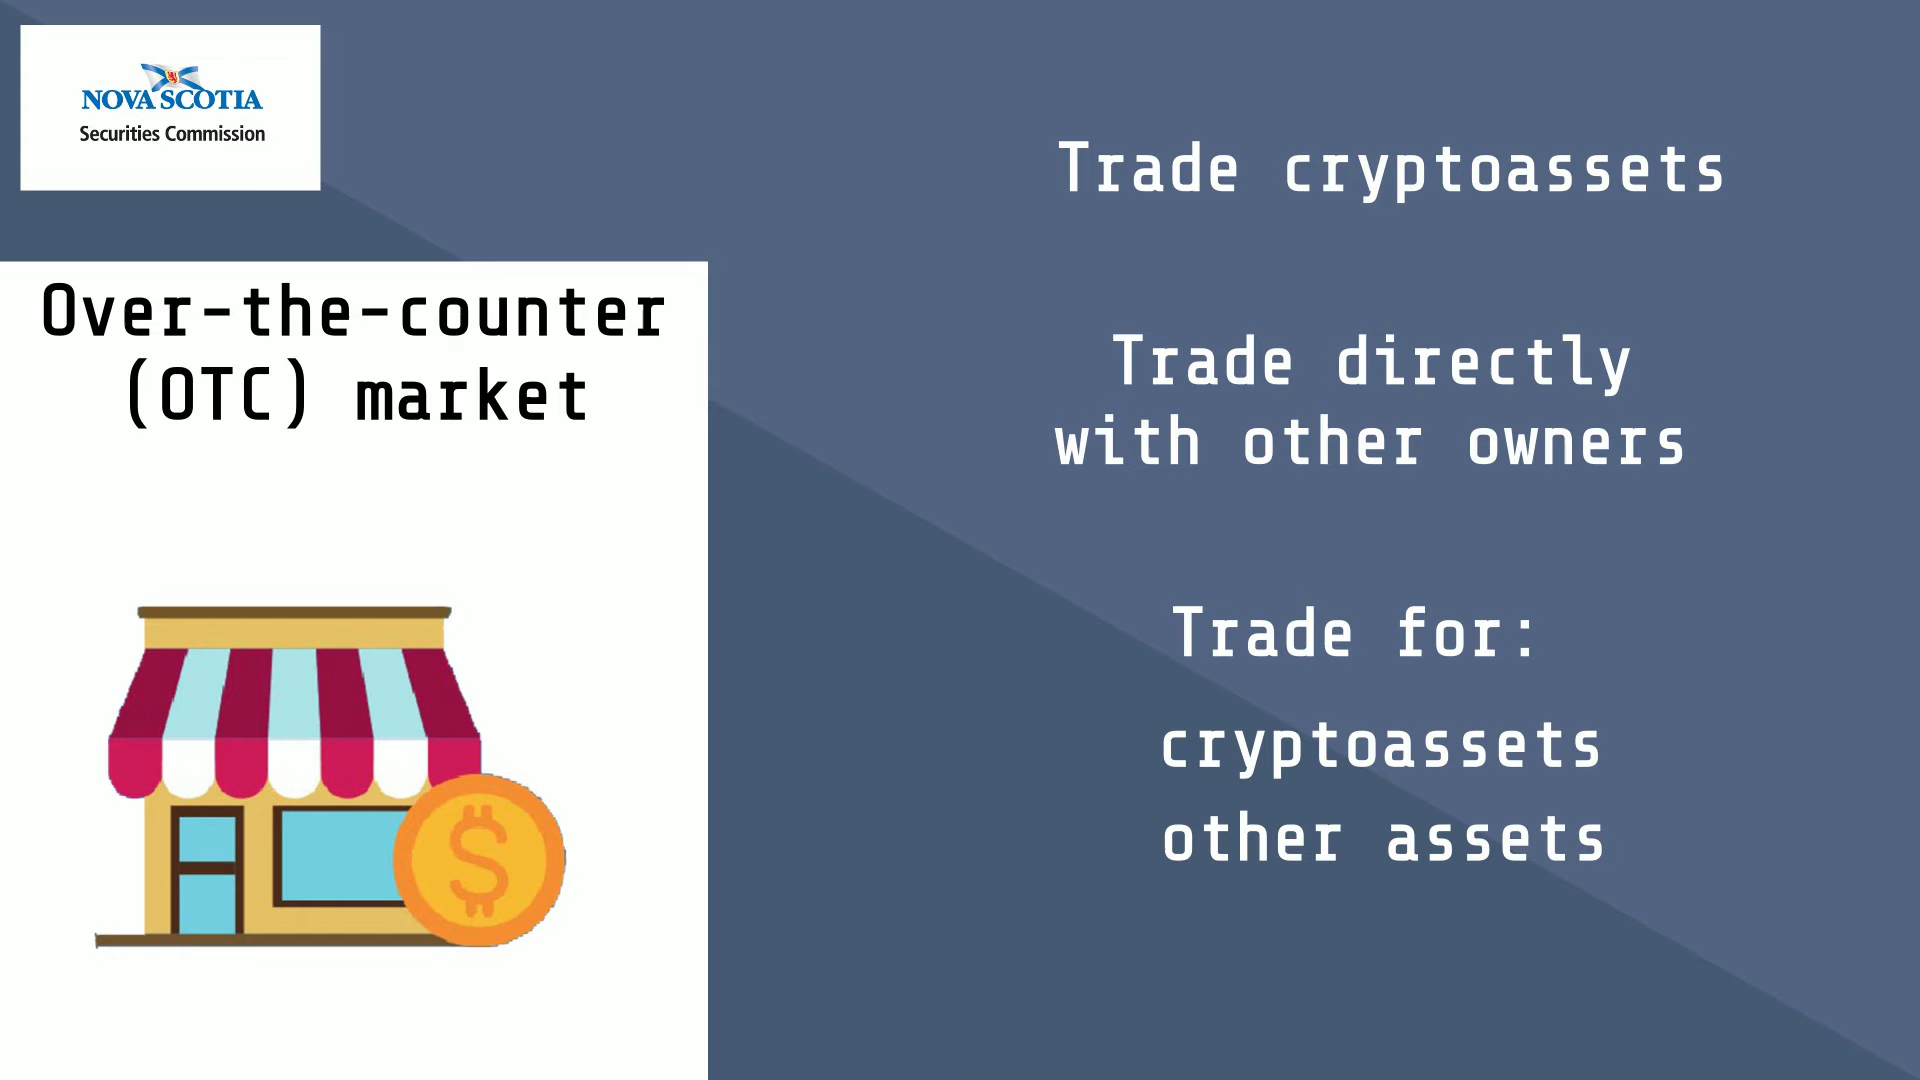 NOVA SCOTIA
Securities Commission
Over-the-counter
(OTC) market
Trade cryptoassets
Trade directly
with other owners
Trade for:
cryptoassets
other assets